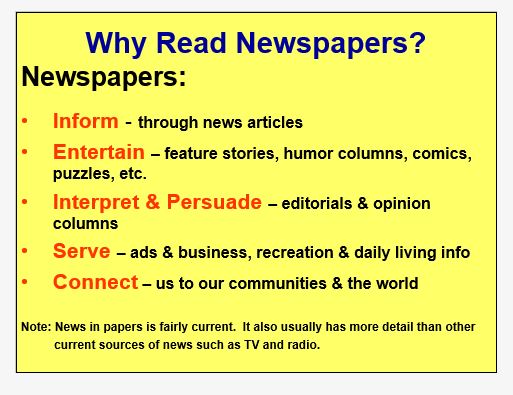 Why Read Newspapers?
Newspapers:
• Inform - through news articles
• Entertain – feature stories, humor columns, comics,
puzzles, etc.
• Interpret & Persuade – editorials & opinion
columns
• Serve – ads & business, recreation & daily living info
• Connect – us to our communities & the world
Note: News in papers is fairly current. It also usually has more detail than other
current sources of news such as TV and radio.